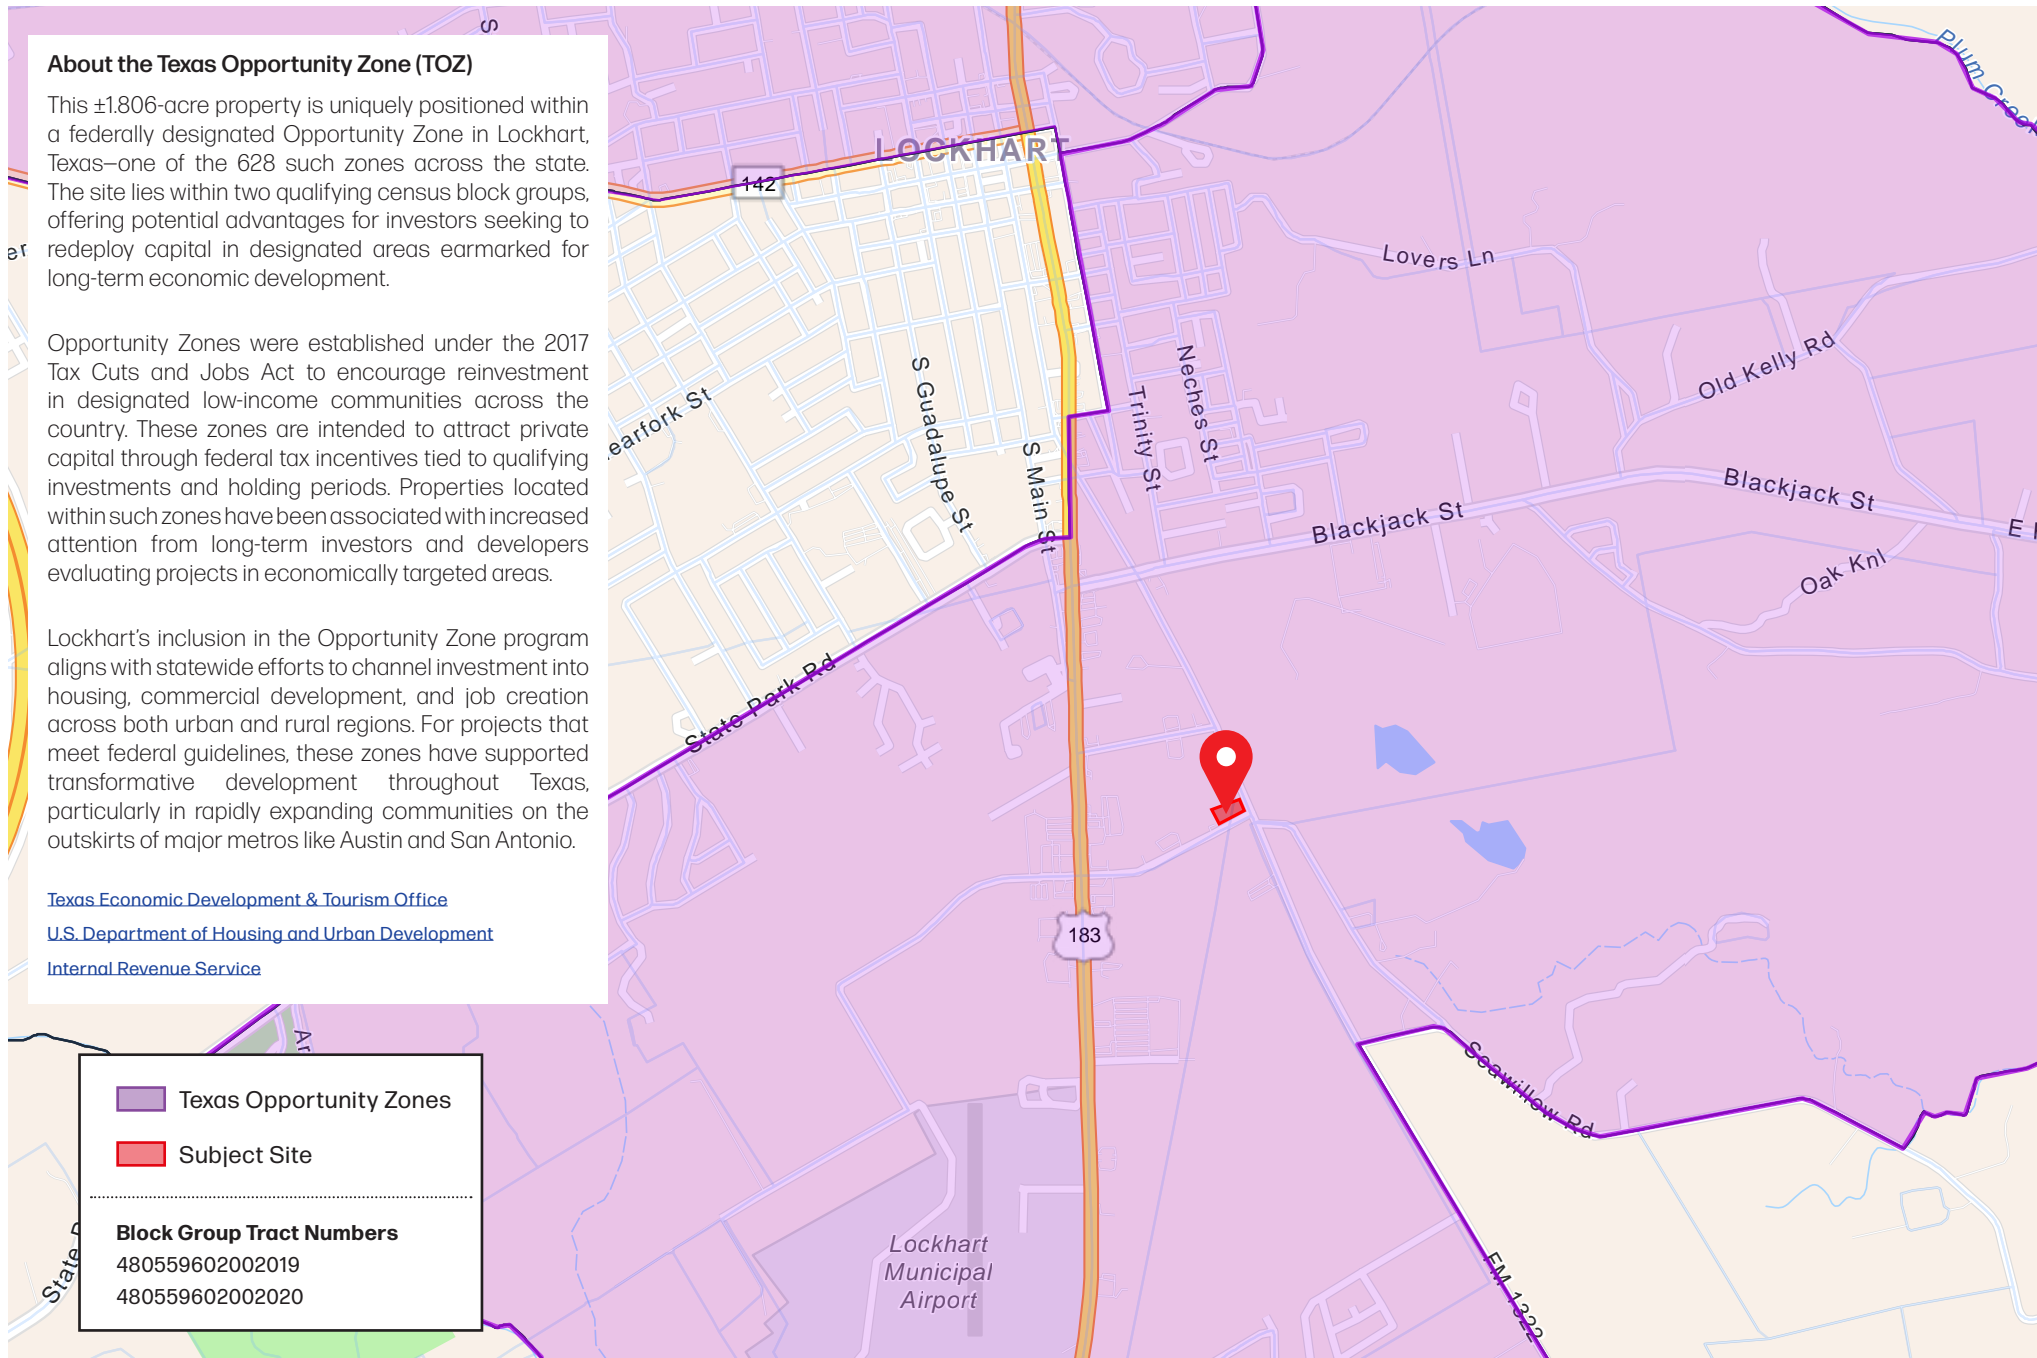 About the Texas Opportunity Zone (TOZ)
This ±1.806-acre property is uniquely positioned within
a federally designated Opportunity Zone in Lockhart,
Texas—one of the 628 such zones across the state.
The site lies within two qualifying census block groups,
offering potential advantages for investors seeking to
redeploy capital in designated areas earmarked for
long-term economic development.
Opportunity Zones were established under the 2017
Tax Cuts and Jobs Act to encourage reinvestment
in designated low-income communities across the
country. These zones are intended to attract private
capital through federal tax incentives tied to qualifying
investments and holding periods. Properties located
within such zones have been associated with increased
attention from long-term investors and developers
evaluating projects in economically targeted areas.
Lockhart's inclusion in the Opportunity Zone program
aligns with statewide efforts to channel investment into
housing, commercial development, and job creation
across both urban and rural regions. For projects that
meet federal guidelines, these zones have supported
transformative development throughout Texas,
particularly in rapidly expanding communities on the
outskirts of major metros like Austin and San Antonio.
Texas Economic Development & Tourism Office
U.S. Department of Housing and Urban Development
Internal Revenue Service
Texas Opportunity Zones
Subject Site
Block Group Tract Numbers
480559602002019
480559602002020
S
LOCKHART
142
Plum Creek
Lovers Ln
Old Kelly Rd
Neches St
Trinity St
S Guadalupe St
S Main St
earfork St
Blackjack St
Blackjack St
Oak Knl
State Park Rd
183
Seawillow Rd
FM 1322
Lockhart
Municipal
Airport